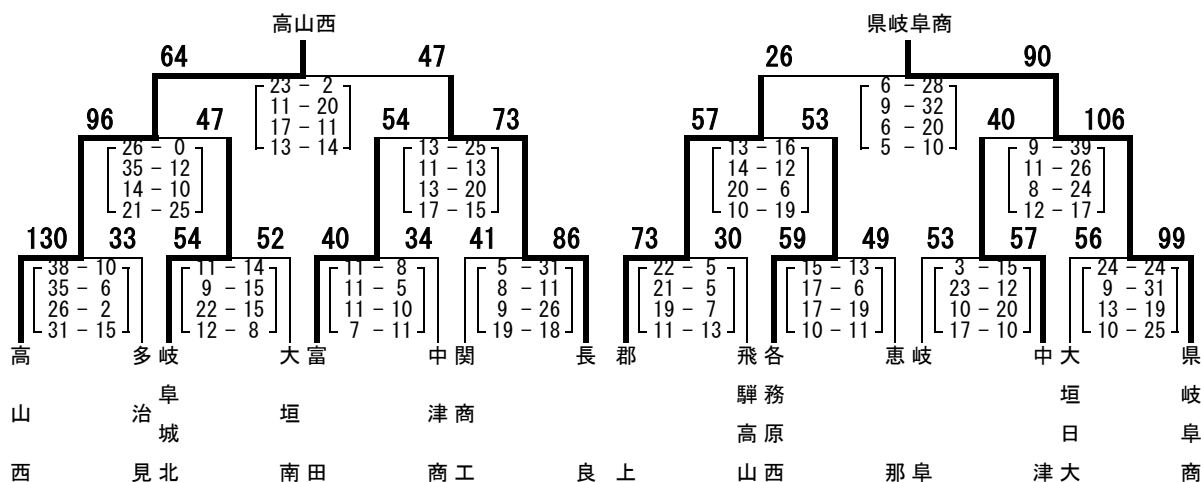 高山西 県岐阜商
64 47 26 90
23 - 2 6 - 28
11 - 20 9 - 32
17 - 11 6 - 20
13 - 14 5 - 10
96 47 54 73 57 53 40 106
26 - 0 13 - 25 13 - 16 9 - 39
35 - 12 11 - 13 14 - 12 11 - 26
14 - 10 13 - 20 20 - 6 8 - 24
21 - 25 17 - 15 10 - 19 12 - 17
130 33 54 52 40 34 41 86 73 30 59 49 53 57 56 99
38 - 10 11 - 14 11 - 8 5 - 31 22 - 5 15 - 13 3 - 15 24 - 24
35 - 6 9 - 15 11 - 5 8 - 11 21 - 5 17 - 6 23 - 12 9 - 31
26 - 2 22 - 15 11 - 10 9 - 26 19 - 7 17 - 19 10 - 20 13 - 19
31 - 15 12 - 8 7 - 11 19 - 18 11 - 13 10 - 11 17 - 10 10 - 25
高山西
多治見
岐阜城北
大垣南
富田
中津商
関商工
長良
郡上
飛騨高山
各務原西
恵那
岐阜
中津
大垣日大
県岐阜商